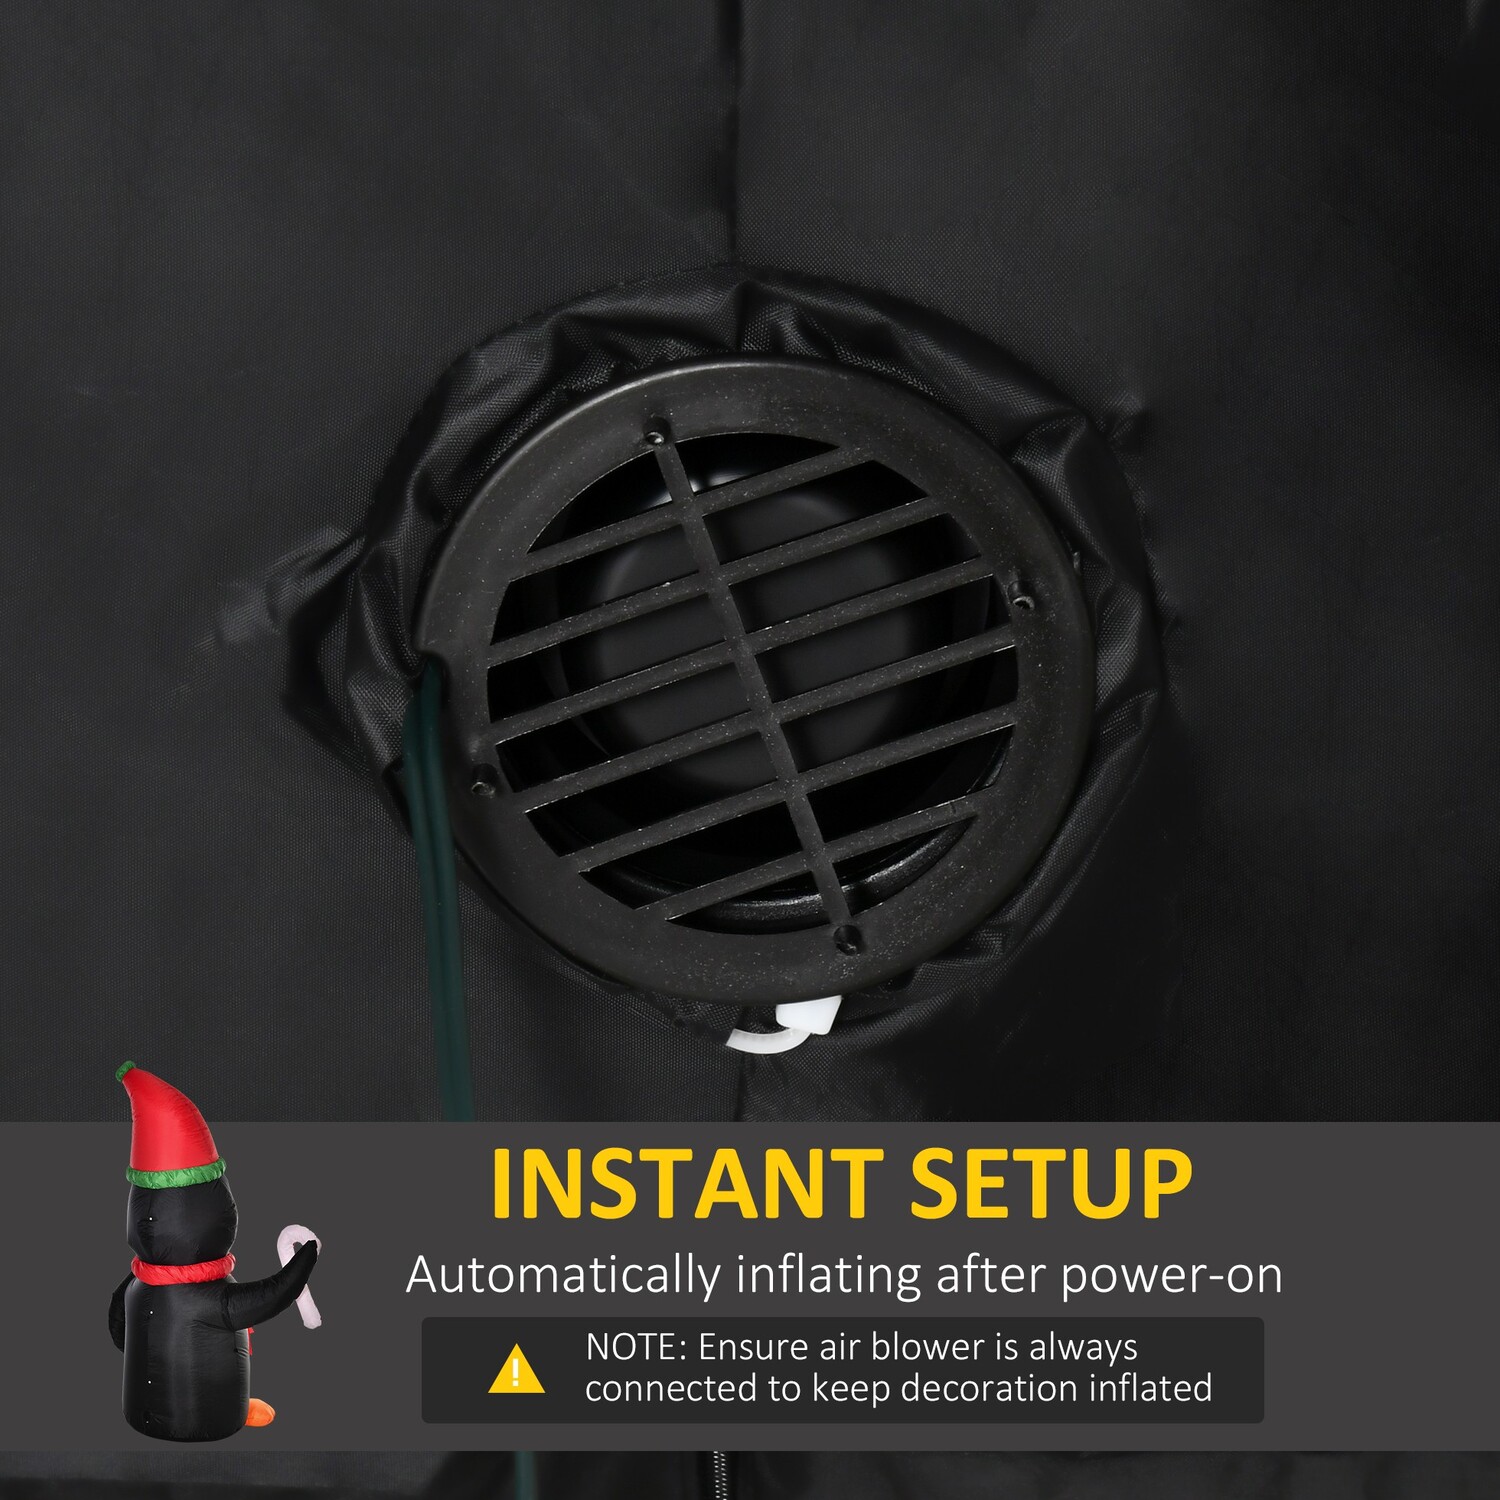 INSTANT SETUP
Automatically inflating after power-on
NOTE: Ensure air blower is always
connected to keep decoration inflated